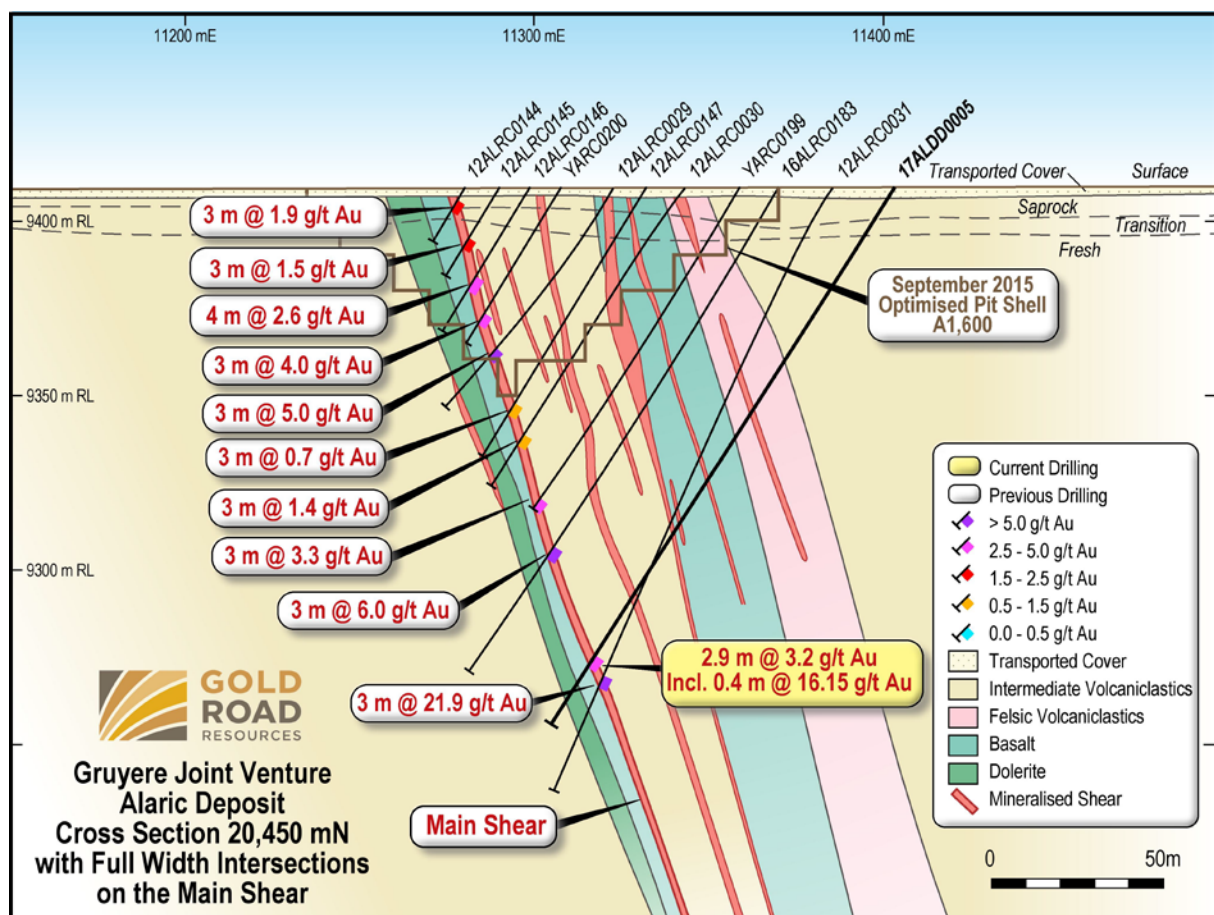 11200 mE
11300 mE
11400 mE
12ALRC0144
12ALRC0145
12ALRC0146
YARC0200
12ALRC0029
12ALRC0147
12ALRC0030
YARC0199
16ALRC0183
12ALRC0031
17ALDD0005
Transported Cover
Surface
Saprock
Transition
Fresh
9400 m RL
9350 m RL
9300 m RL
3 m @ 1.9 g/t Au
3 m @ 1.5 g/t Au
4 m @ 2.6 g/t Au
3 m @ 4.0 g/t Au
3 m @ 5.0 g/t Au
3 m @ 0.7 g/t Au
3 m @ 1.4 g/t Au
3 m @ 3.3 g/t Au
3 m @ 6.0 g/t Au
3 m @ 21.9 g/t Au
2.9 m @ 3.2 g/t Au
Incl. 0.4 m @ 16.15 g/t Au
Main Shear
September 2015
Optimised Pit Shell
A1,600
Current Drilling
Previous Drilling
> 5.0 g/t Au
2.5 - 5.0 g/t Au
1.5 - 2.5 g/t Au
0.5 - 1.5 g/t Au
0.0 - 0.5 g/t Au
Transported Cover
Intermediate Volcaniclastics
Felsic Volcaniclastics
Basalt
Dolerite
Mineralised Shear
0 50m
GOLD
ROAD
RESOURCES
Gruyere Joint Venture
Alaric Deposit
Cross Section 20,450 mN
with Full Width Intersections
on the Main Shear